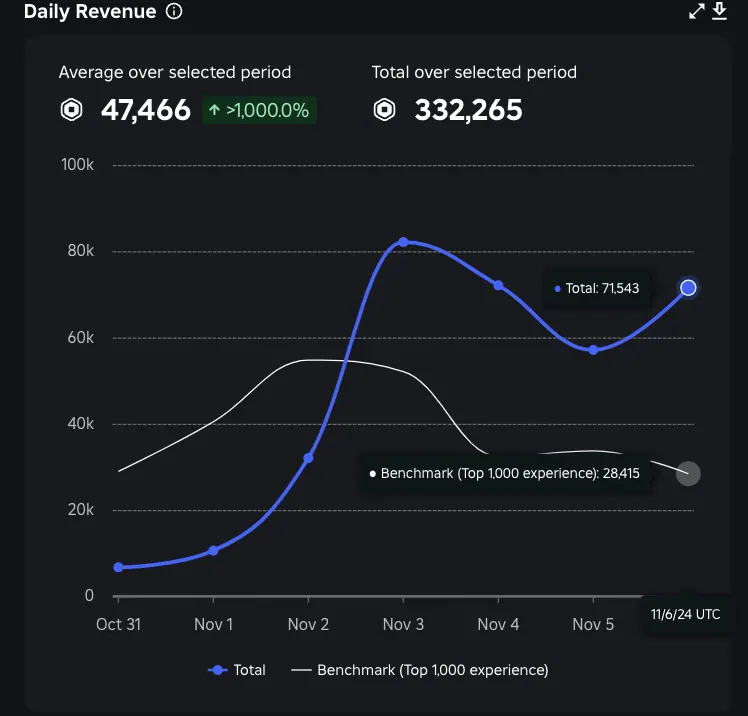 Daily Revenue
Average over selected period
Total over selected period
47,466 ↑ >1,000.0%
332,265
100k
80k
Total: 71,543
60k
40k
Benchmark (Top 1,000 experience): 28,415
20k
0
11/6/24 UTC
Oct 31 Nov 1 Nov 2 Nov 3 Nov 4 Nov 5
Total Benchmark (Top 1,000 experience)